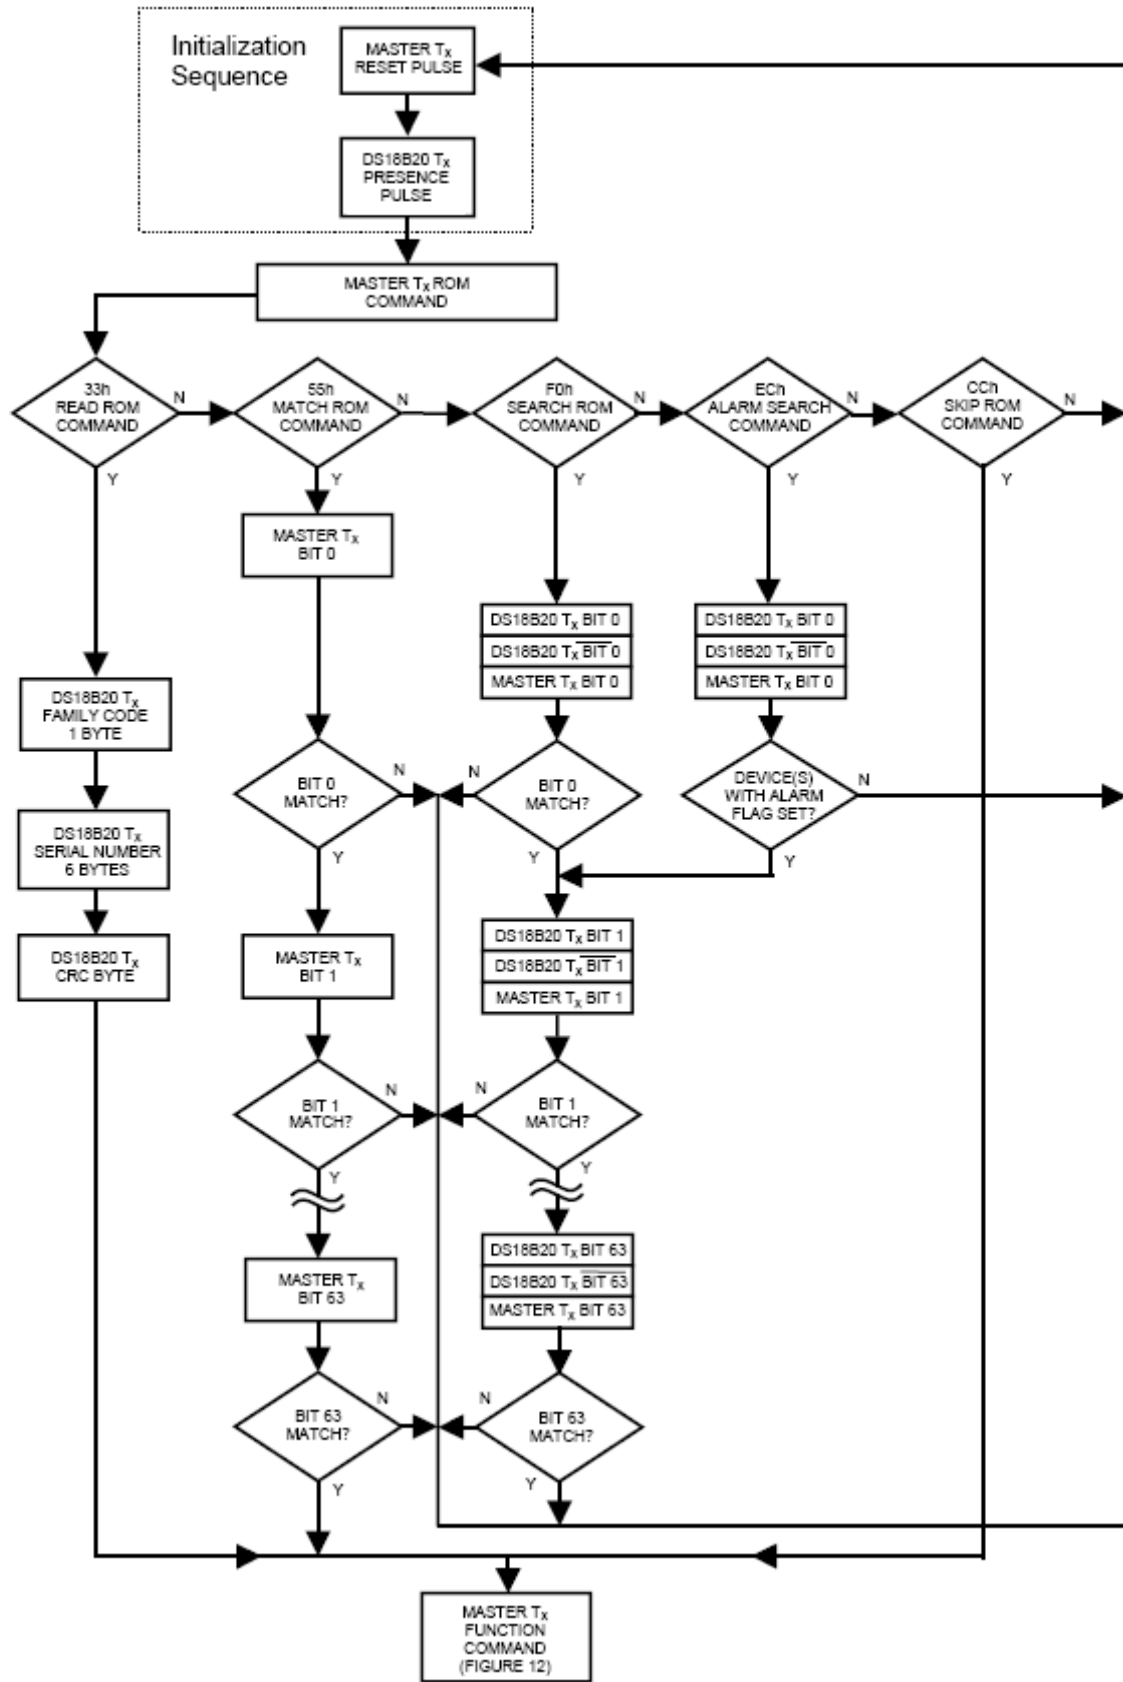 Initialization
Sequence
MASTER Tx
RESET PULSE
DS18B20 Tx
PRESENCE
PULSE
MASTER Tx ROM
COMMAND
33h
READ ROM
COMMAND
N
Y
55h
MATCH ROM
COMMAND
N
Y
F0h
SEARCH ROM
COMMAND
N
Y
ECh
ALARM SEARCH
COMMAND
N
Y
CCh
SKIP ROM
COMMAND
N
Y
MASTER Tx
BIT 0
DS18B20 Tx BIT 0
DS18B20 Tx B̅I̅T̅ ̅0̅
MASTER Tx BIT 0
DS18B20 Tx BIT 0
DS18B20 Tx B̅I̅T̅ ̅0̅
MASTER Tx BIT 0
DS18B20 Tx
FAMILY CODE
1 BYTE
BIT 0
MATCH?
N
Y
BIT 0
MATCH?
N
Y
DEVICE(S)
WITH ALARM
FLAG SET?
N
Y
DS18B20 Tx
SERIAL NUMBER
6 BYTES
DS18B20 Tx
CRC BYTE
MASTER Tx
BIT 1
DS18B20 Tx BIT 1
DS18B20 Tx B̅I̅T̅ ̅1̅
MASTER Tx BIT 1
BIT 1
MATCH?
N
Y
BIT 1
MATCH?
N
Y
MASTER Tx
BIT 63
DS18B20 Tx BIT 63
DS18B20 Tx B̅I̅T̅ ̅6̅3̅
MASTER Tx BIT 63
BIT 63
MATCH?
N
Y
BIT 63
MATCH?
N
Y
MASTER Tx
FUNCTION
COMMAND
(FIGURE 12)